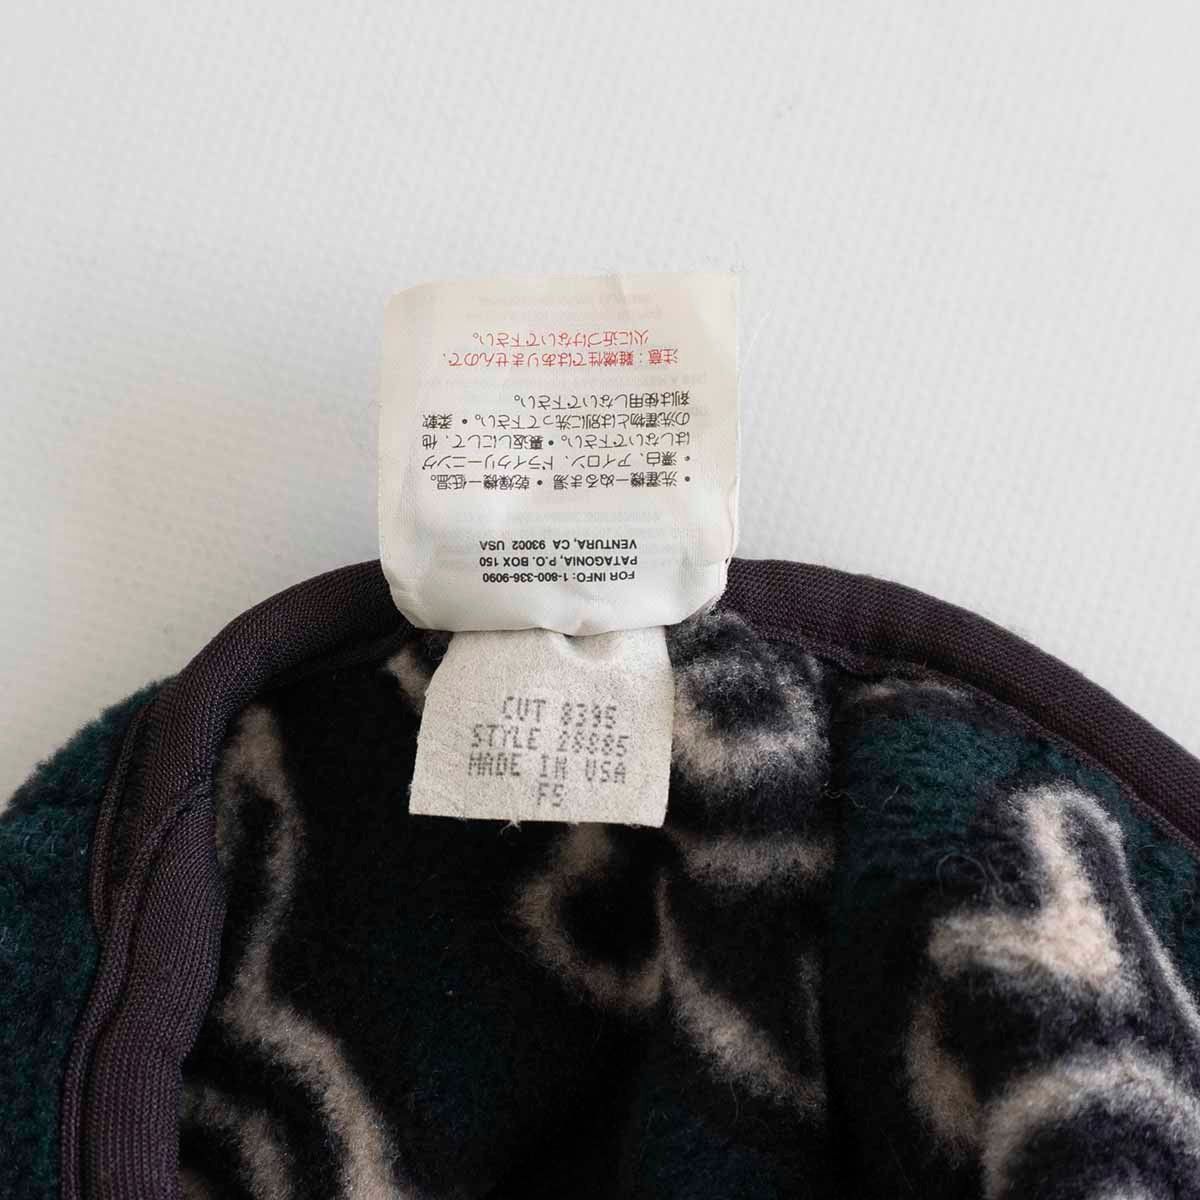 FOR INFO: 1-800-336-9090
PATAGONIA, P.O. BOX 150
VENTURA, CA 93002 USA
• 洗濯機ーぬるま湯 • 乾燥機ー低温。
• 漂白、アイロン、ドライクリーニング
はしないで下さい。• 裏返しにして、他
の洗濯物とは別に洗って下さい。• 柔軟
剤は使用しないで下さい。
注意：難燃性ではありませんので、
火に近づけないで下さい。
CUT 8395
STYLE 28885
MADE IN USA
F5